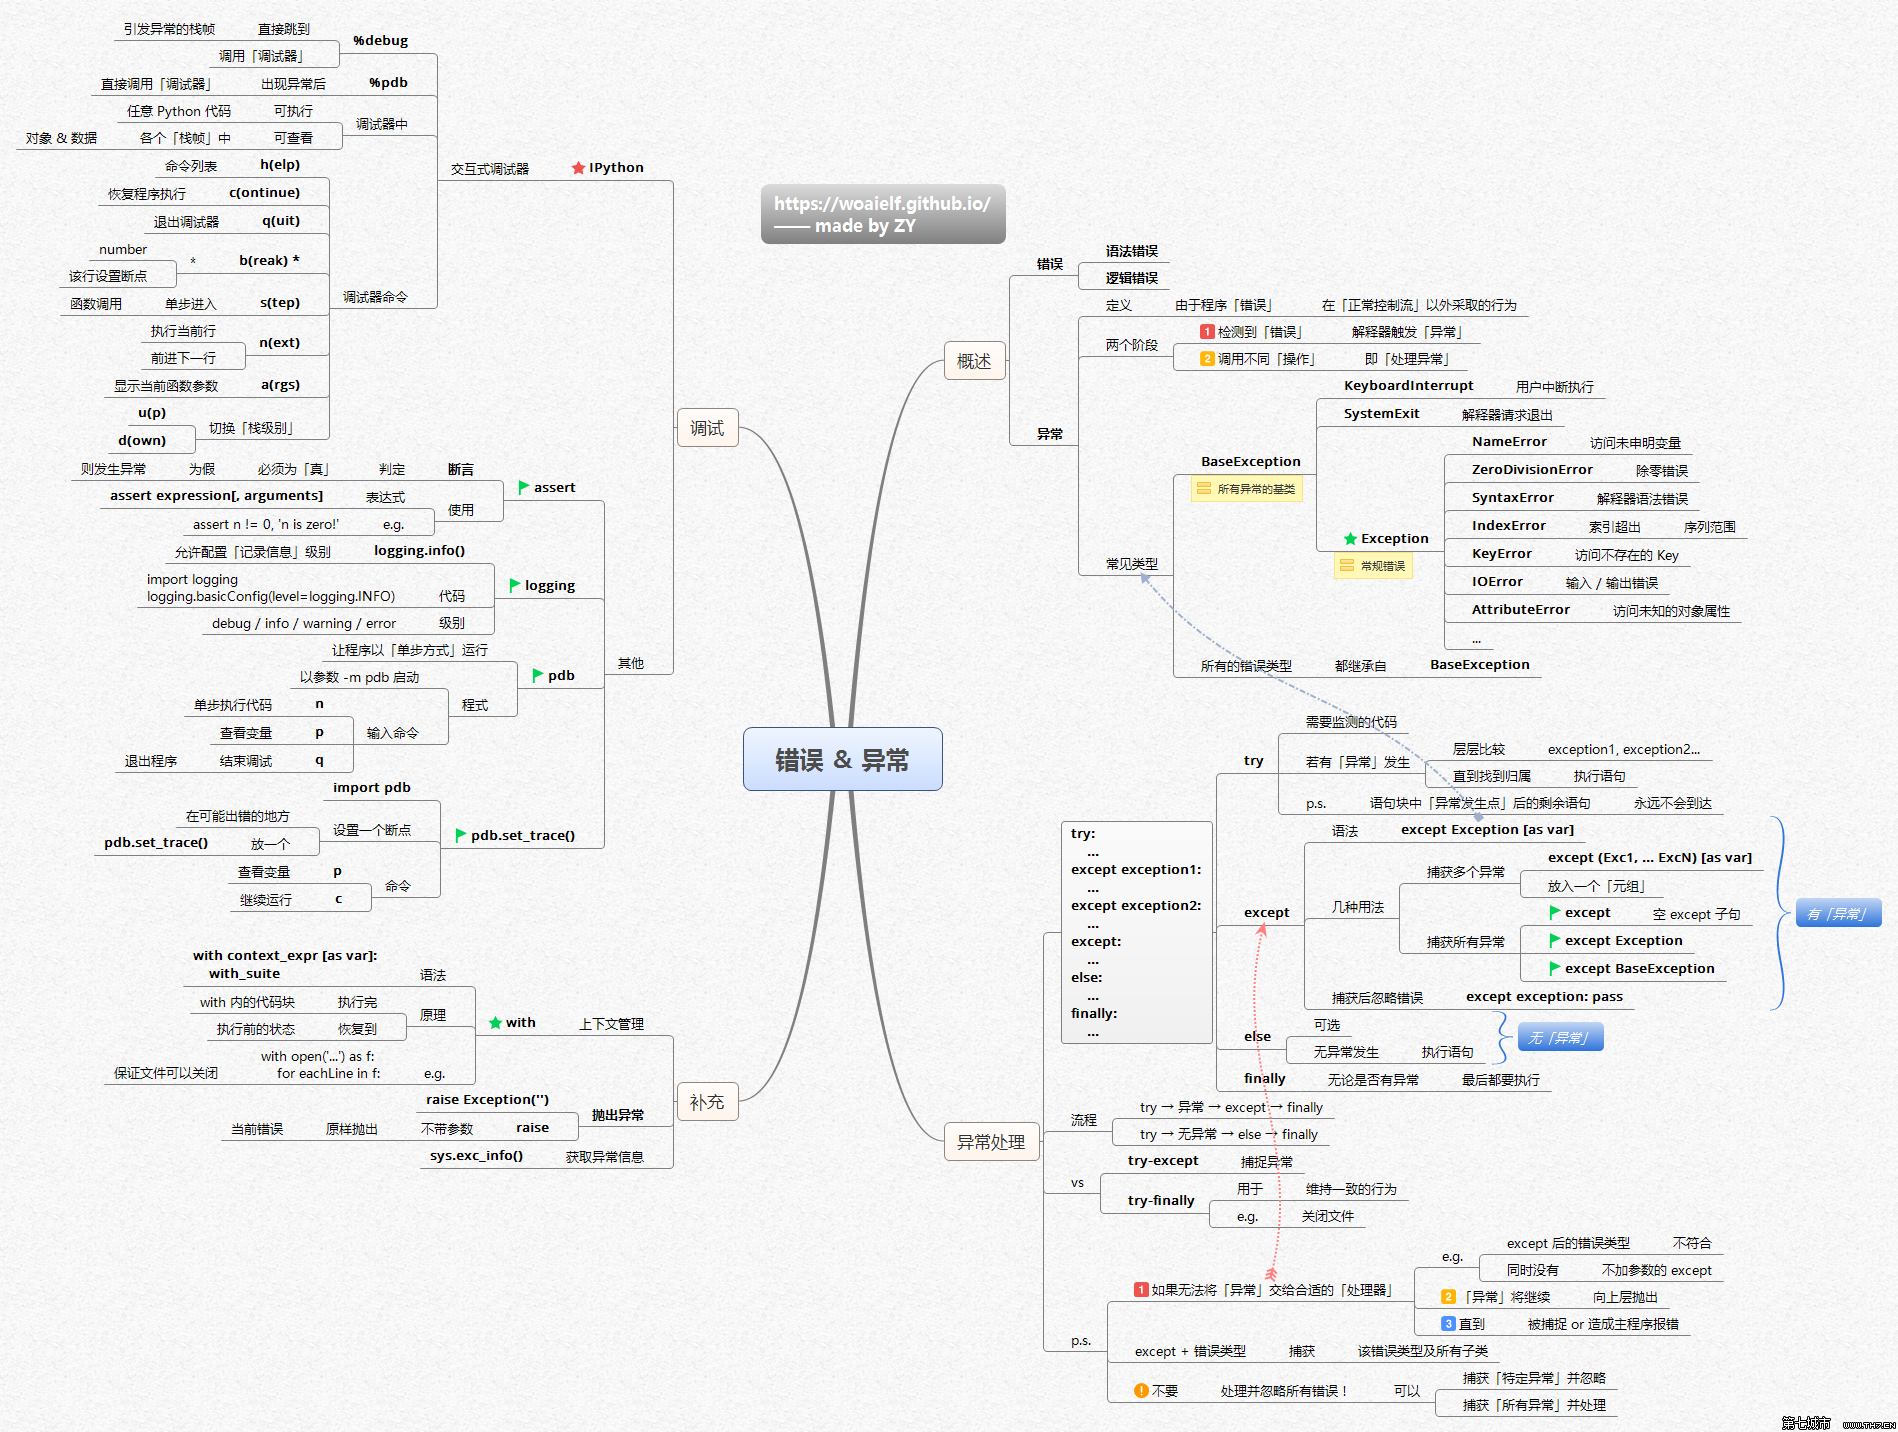 错误 & 异常
https://woaielf.github.io/
—— made by ZY
概述
错误
语法错误
逻辑错误
异常
定义 由于程序「错误」 在「正常控制流」以外采取的行为
两个阶段
1 检测到「错误」 解释器触发「异常」
2 调用不同「操作」 即「处理异常」
常见类型
BaseException
所有异常的基类
KeyboardInterrupt 用户中断执行
SystemExit 解释器请求退出
Exception
常规错误
NameError 访问未申明变量
ZeroDivisionError 除零错误
SyntaxError 解释器语法错误
IndexError 索引超出 序列范围
KeyError 访问不存在的 Key
IOError 输入 / 输出错误
AttributeError 访问未知的对象属性
...
所有的错误类型 都继承自 BaseException
异常处理
try:
...
except exception1:
...
except exception2:
...
except:
...
else:
...
finally:
...
try
需要监测的代码
若有「异常」发生
层层比较 exception1, exception2...
直到找到归属 执行语句
p.s. 语句块中「异常发生点」后的剩余语句 永远不会到达
except
语法 except Exception [as var]
几种用法
捕获多个异常
except (Exc1, ... ExcN) [as var]
放入一个「元组」
捕获所有异常
except 空 except 子句
except Exception
except BaseException
捕获后忽略错误 except exception: pass
有「异常」
else
可选
无异常发生 执行语句
无「异常」
finally 无论是否有异常 最后都要执行
流程
try → 异常 → except → finally
try → 无异常 → else → finally
vs
try-except 捕捉异常
try-finally
用于 维持一致的行为
e.g. 关闭文件
p.s.
1 如果无法将「异常」交给合适的「处理器」
e.g.
except 后的错误类型 不符合
同时没有 不加参数的 except
2 「异常」将继续 向上层抛出
3 直到 被捕捉 or 造成主程序报错
except + 错误类型 捕获 该错误类型及所有子类
! 不要 处理并忽略所有错误！ 可以
捕获「特定异常」并忽略
捕获「所有异常」并处理
调试
IPython
交互式调试器
%debug
直接跳到 引发异常的栈帧
调用「调试器」
%pdb 出现异常后 直接调用「调试器」
调试器中
可执行 任意 Python 代码
可查看 各个「栈帧」中 对象 & 数据
调试器命令
h(elp) 命令列表
c(ontinue) 恢复程序执行
q(uit) 退出调试器
b(reak) * *
number
该行设置断点
s(tep) 单步进入 函数调用
n(ext)
执行当前行
前进下一行
a(rgs) 显示当前函数参数
切换「栈级别」
u(p)
d(own)
其他
assert
断言 判定 必须为「真」 为假 则发生异常
使用
表达式 assert expression[, arguments]
e.g. assert n != 0, 'n is zero!'
logging
logging.info() 允许配置「记录信息」级别
代码
import logging
logging.basicConfig(level=logging.INFO)
级别 debug / info / warning / error
pdb
让程序以「单步方式」运行
程式
以参数 -m pdb 启动
输入命令
n 单步执行代码
p 查看变量
q 结束调试 退出程序
pdb.set_trace()
import pdb
设置一个断点
在可能出错的地方
放一个 pdb.set_trace()
命令
p 查看变量
c 继续运行
补充
上下文管理
with
语法
with context_expr [as var]:
with_suite
原理
执行完 with 内的代码块
恢复到 执行前的状态
e.g.
with open('...') as f:
for eachLine in f:
保证文件可以关闭
抛出异常
raise Exception('')
raise 不带参数 原样抛出 当前错误
获取异常信息 sys.exc_info()
第七城市 WWW.TH7.CN